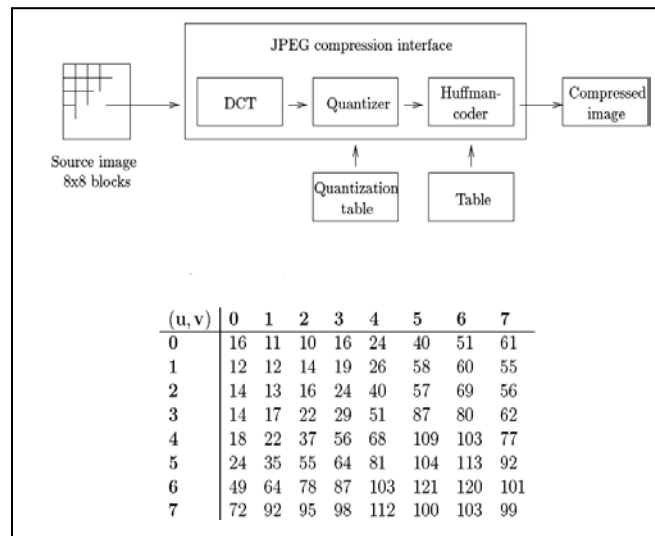 JPEG compression interface
DCT
Quantizer
Huffman-
coder
Compressed
image
Source image
8x8 blocks
Quantization
table
Table
(u, v) 0 1 2 3 4 5 6 7
0 16 11 10 16 24 40 51 61
1 12 12 14 19 26 58 60 55
2 14 13 16 24 40 57 69 56
3 14 17 22 29 51 87 80 62
4 18 22 37 56 68 109 103 77
5 24 35 55 64 81 104 113 92
6 49 64 78 87 103 121 120 101
7 72 92 95 98 112 100 103 99